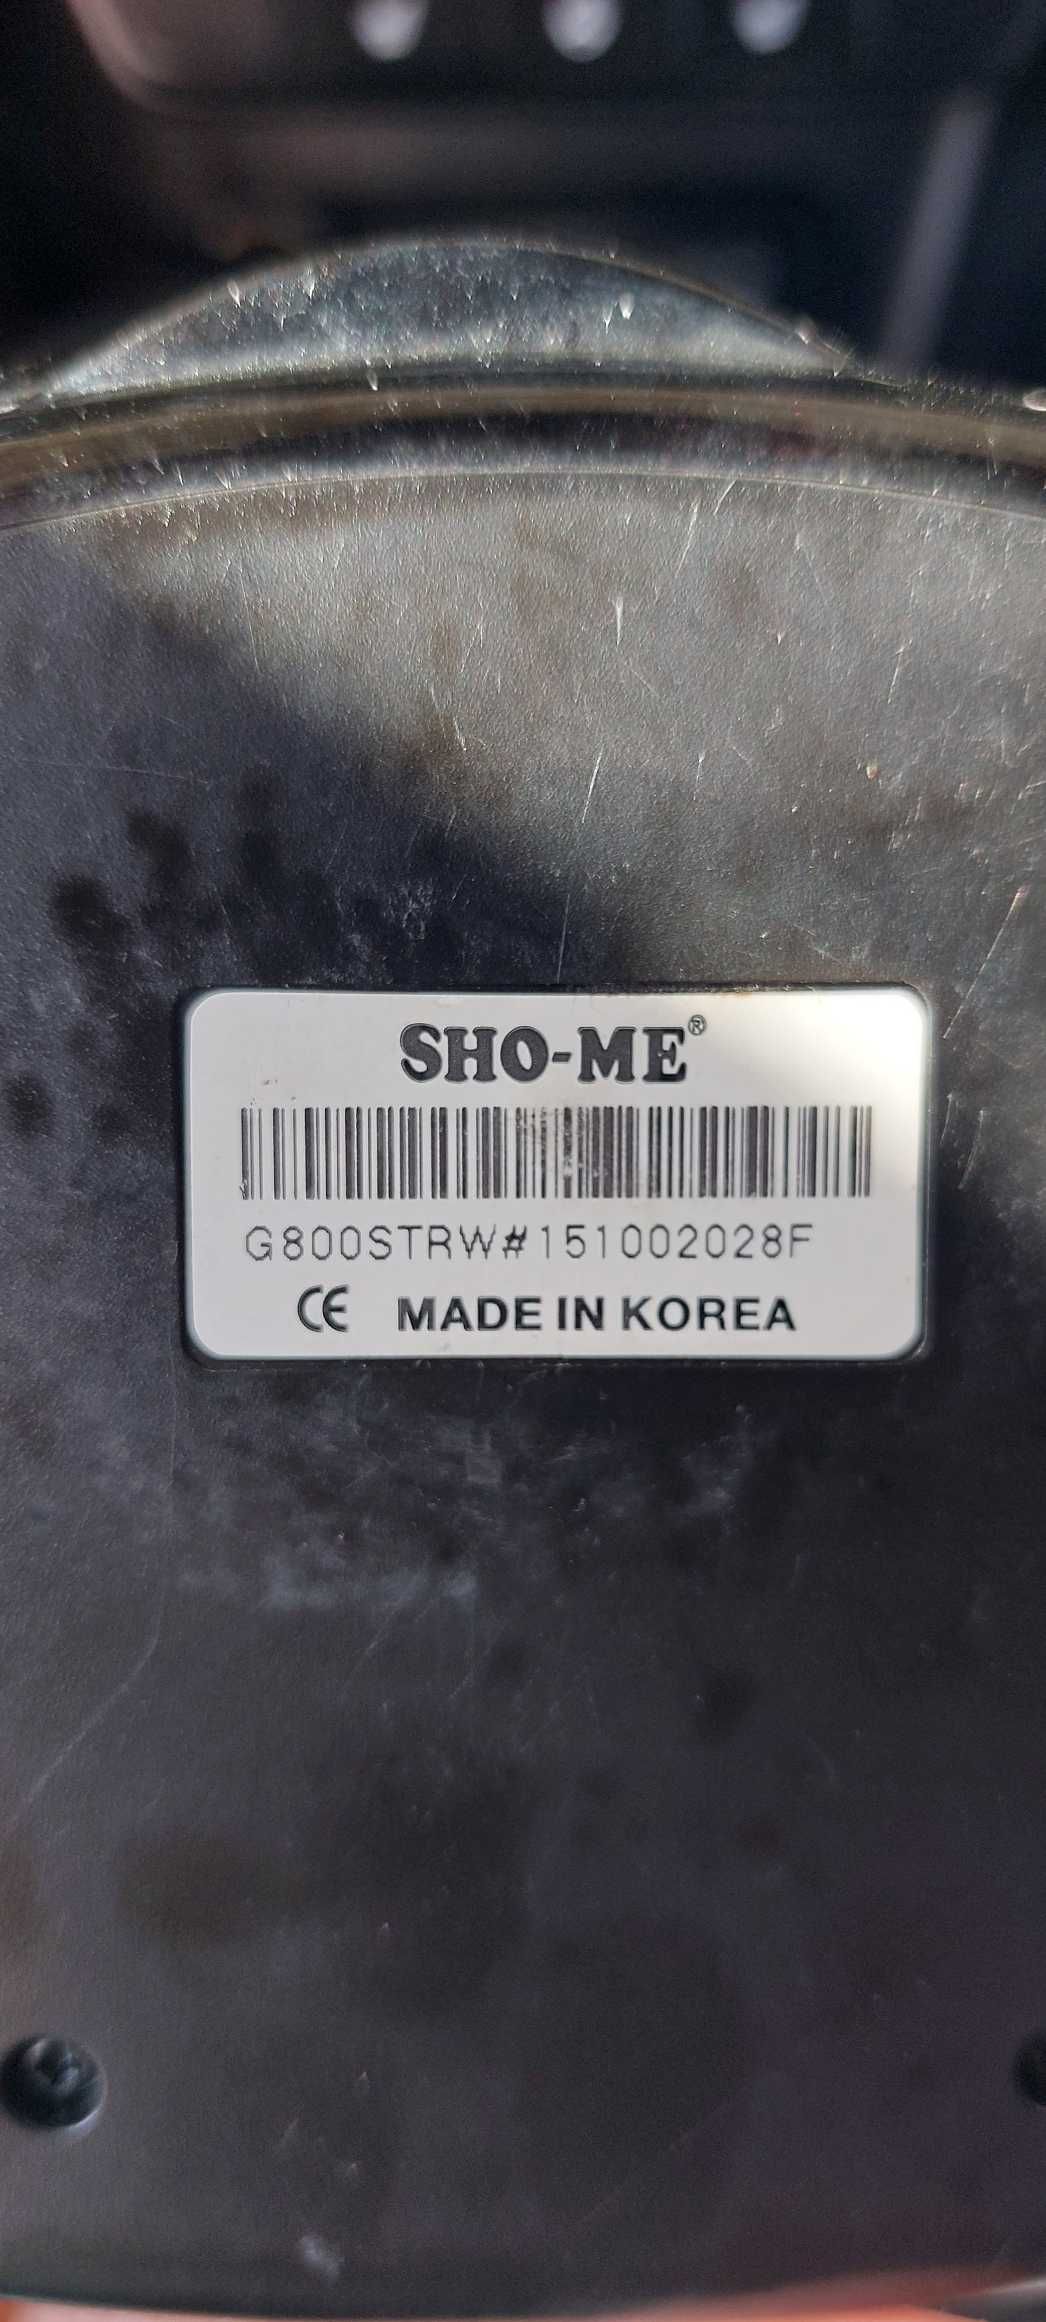 SHO-ME®
G800STRW#151002028F
CE MADE IN KOREA